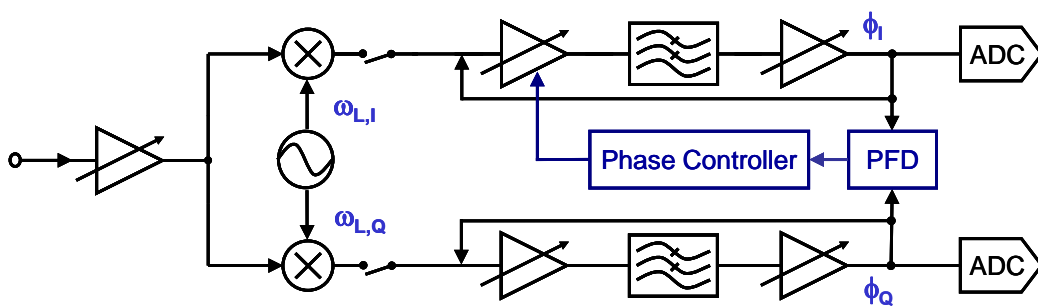 ϕI
ADC
ωL,I
Phase Controller
PFD
ωL,Q
ADC
ϕQ